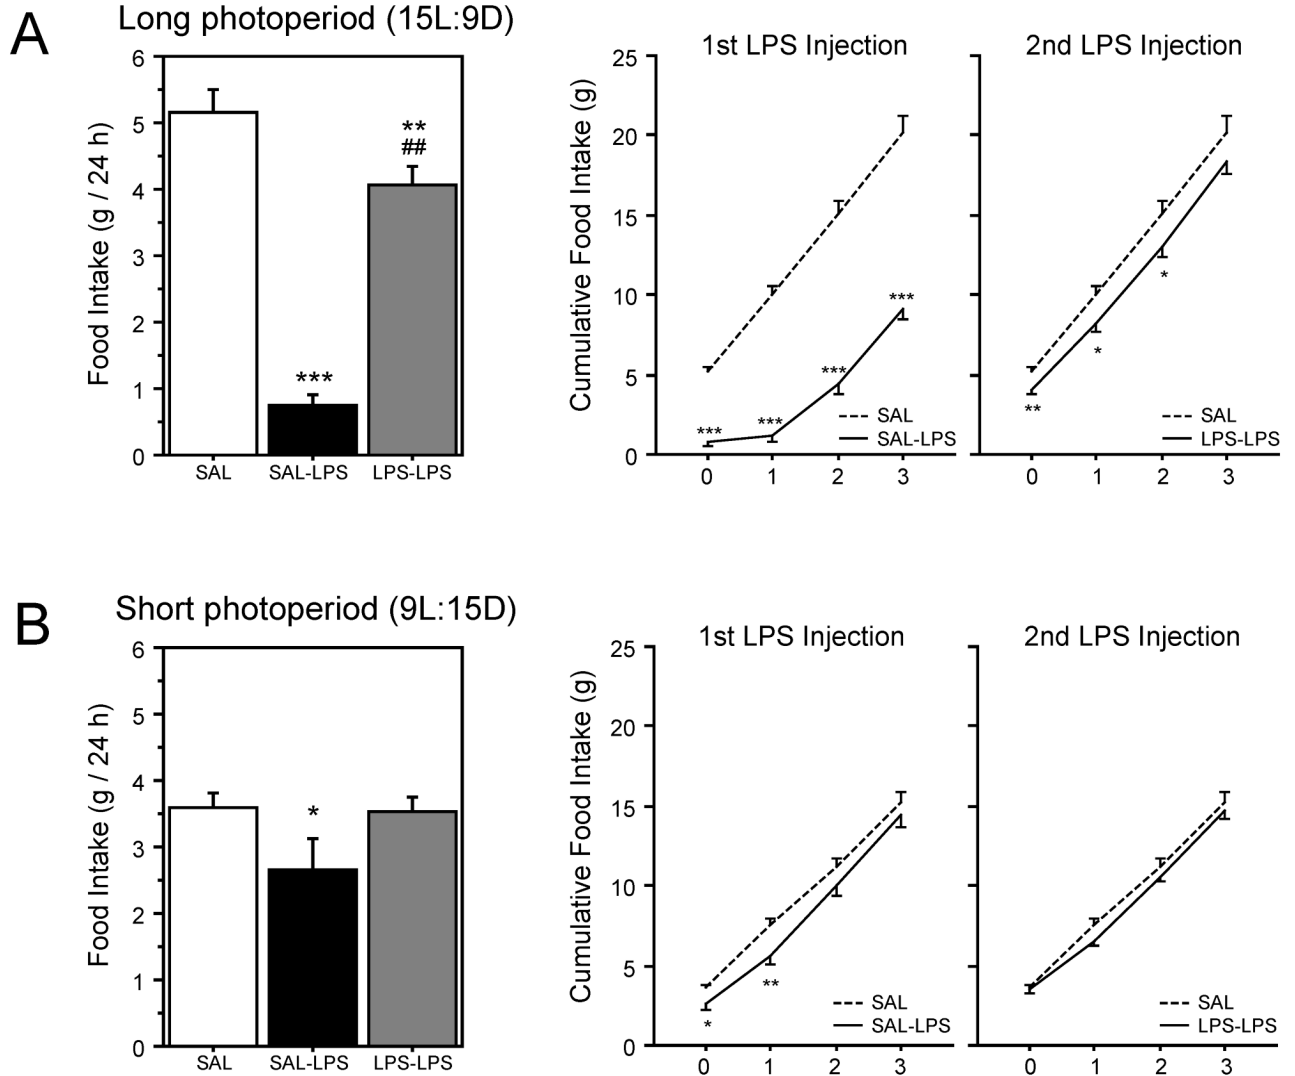 A
Long photoperiod (15L:9D)
Food Intake (g / 24 h)
6
5
4
3
2
1
0
***
**
##
SAL
SAL-LPS
LPS-LPS
1st LPS Injection
Cumulative Food Intake (g)
25
20
15
10
5
0
***
***
***
***
SAL
SAL-LPS
0
1
2
3
2nd LPS Injection
**
*
*
SAL
LPS-LPS
0
1
2
3
B
Short photoperiod (9L:15D)
Food Intake (g / 24 h)
6
5
4
3
2
1
0
*
SAL
SAL-LPS
LPS-LPS
1st LPS Injection
Cumulative Food Intake (g)
25
20
15
10
5
0
*
**
SAL
SAL-LPS
0
1
2
3
2nd LPS Injection
SAL
LPS-LPS
0
1
2
3